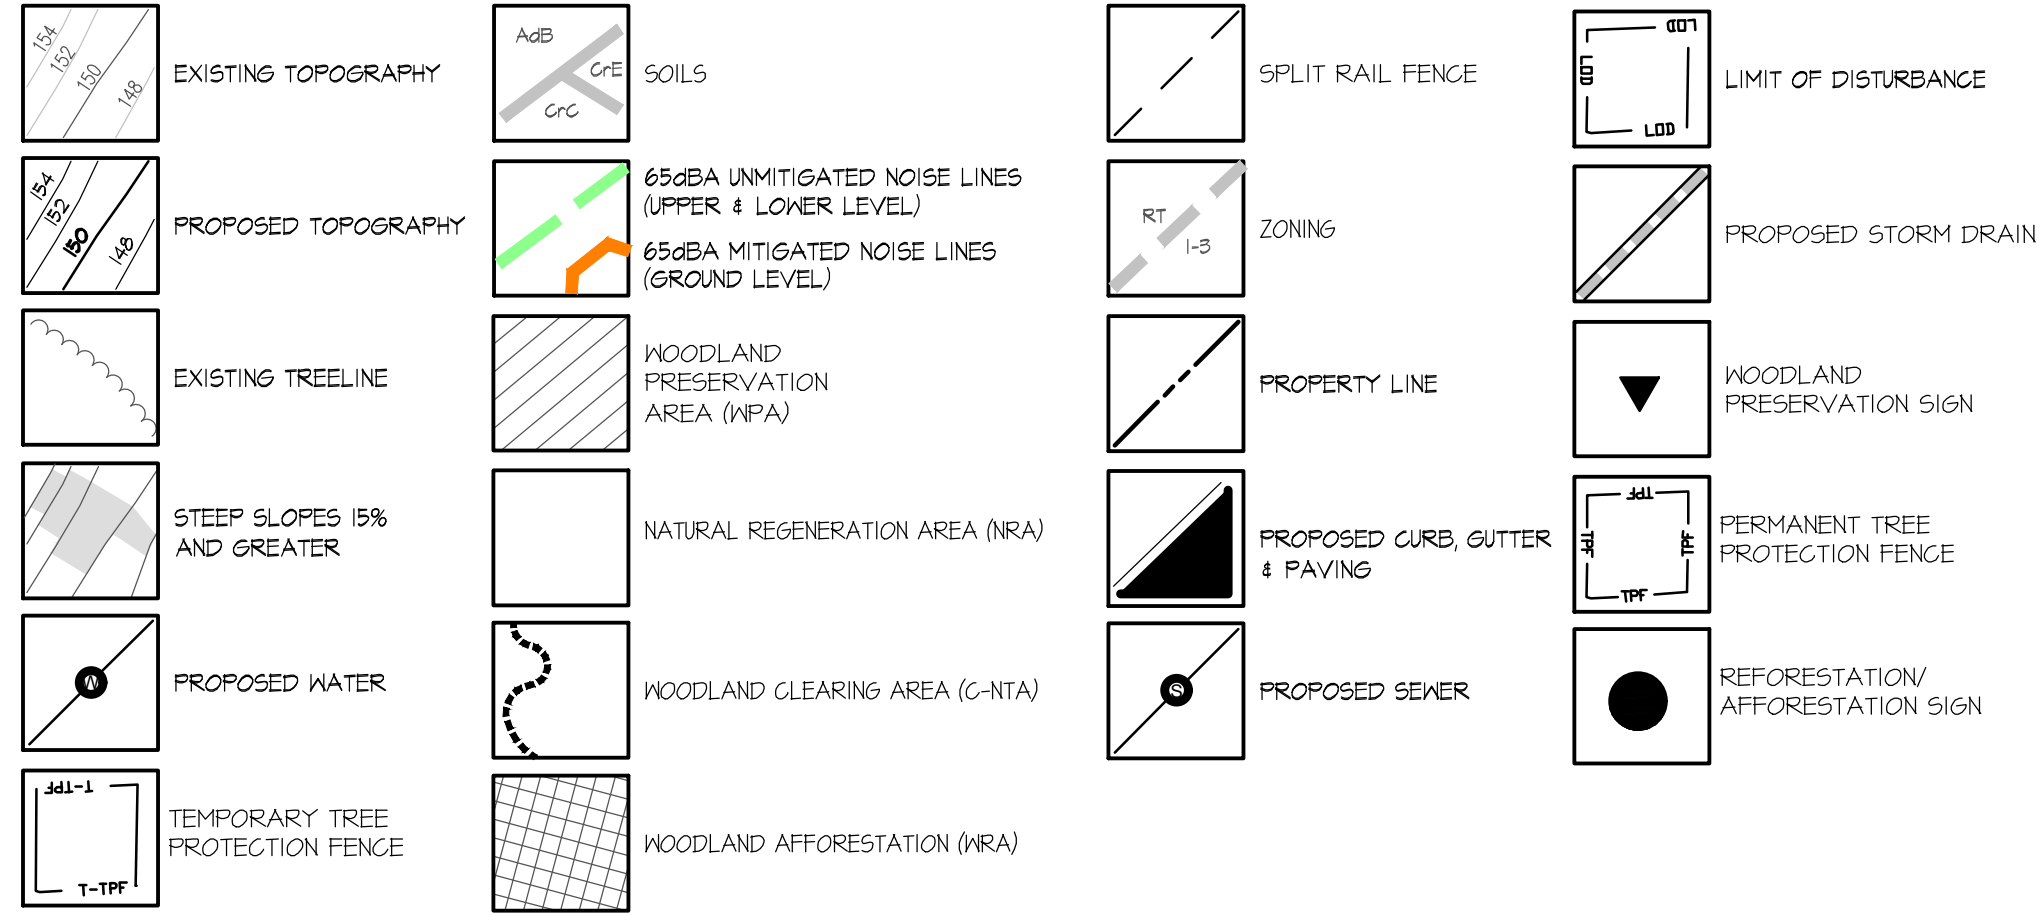 154
152
150
148
EXISTING TOPOGRAPHY
154
152
150
148
PROPOSED TOPOGRAPHY
EXISTING TREELINE
STEEP SLOPES 15%
AND GREATER
W
PROPOSED WATER
T-TPF
T-TPF
TEMPORARY TREE
PROTECTION FENCE
AdB
CrE
CrC
SOILS
65dBA UNMITIGATED NOISE LINES
(UPPER & LOWER LEVEL)
65dBA MITIGATED NOISE LINES
(GROUND LEVEL)
WOODLAND
PRESERVATION
AREA (WPA)
NATURAL REGENERATION AREA (NRA)
WOODLAND CLEARING AREA (C-NTA)
WOODLAND AFFORESTATION (WRA)
SPLIT RAIL FENCE
RT
I-3
ZONING
PROPERTY LINE
PROPOSED CURB, GUTTER
& PAVING
S
PROPOSED SEWER
LOD
LOD
LOD
LIMIT OF DISTURBANCE
PROPOSED STORM DRAIN
WOODLAND
PRESERVATION SIGN
TPF
TPF
TPF
TPF
PERMANENT TREE
PROTECTION FENCE
REFORESTATION/
AFFORESTATION SIGN